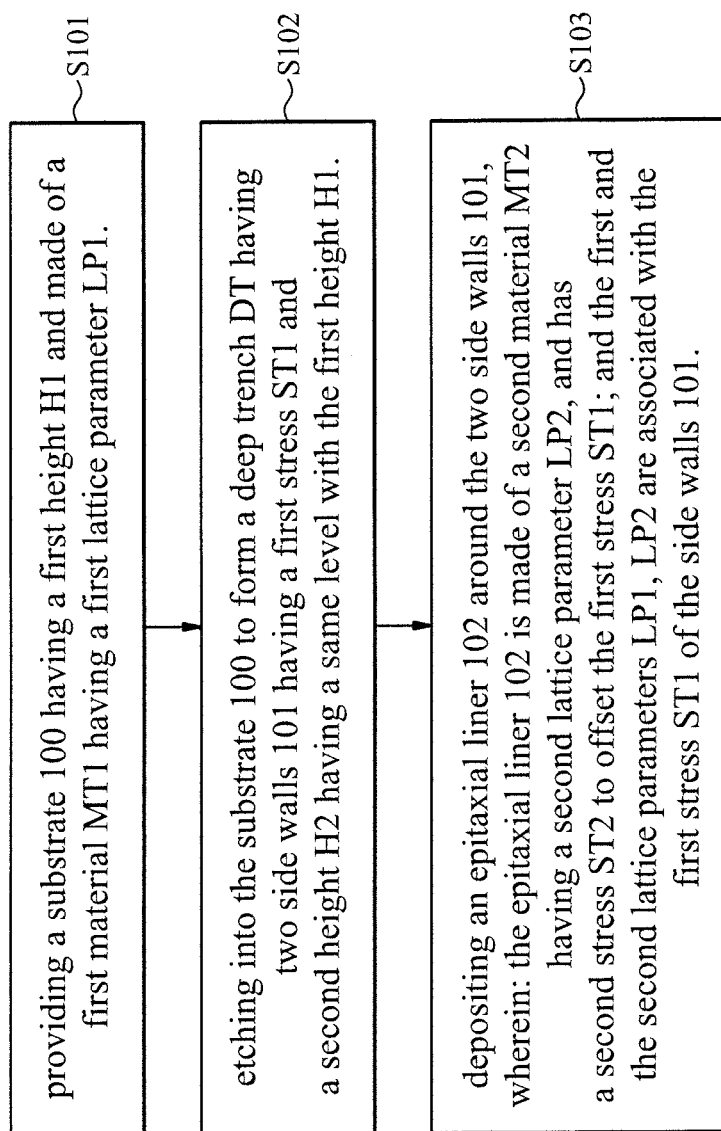 providing a substrate 100 having a first height H1 and made of a
first material MT1 having a first lattice parameter LP1.
S101
etching into the substrate 100 to form a deep trench DT having
two side walls 101 having a first stress ST1 and
a second height H2 having a same level with the first height H1.
S102
depositing an epitaxial liner 102 around the two side walls 101,
wherein: the epitaxial liner 102 is made of a second material MT2
having a second lattice parameter LP2, and has
a second stress ST2 to offset the first stress ST1; and the first and
the second lattice parameters LP1, LP2 are associated with the
first stress ST1 of the side walls 101.
S103